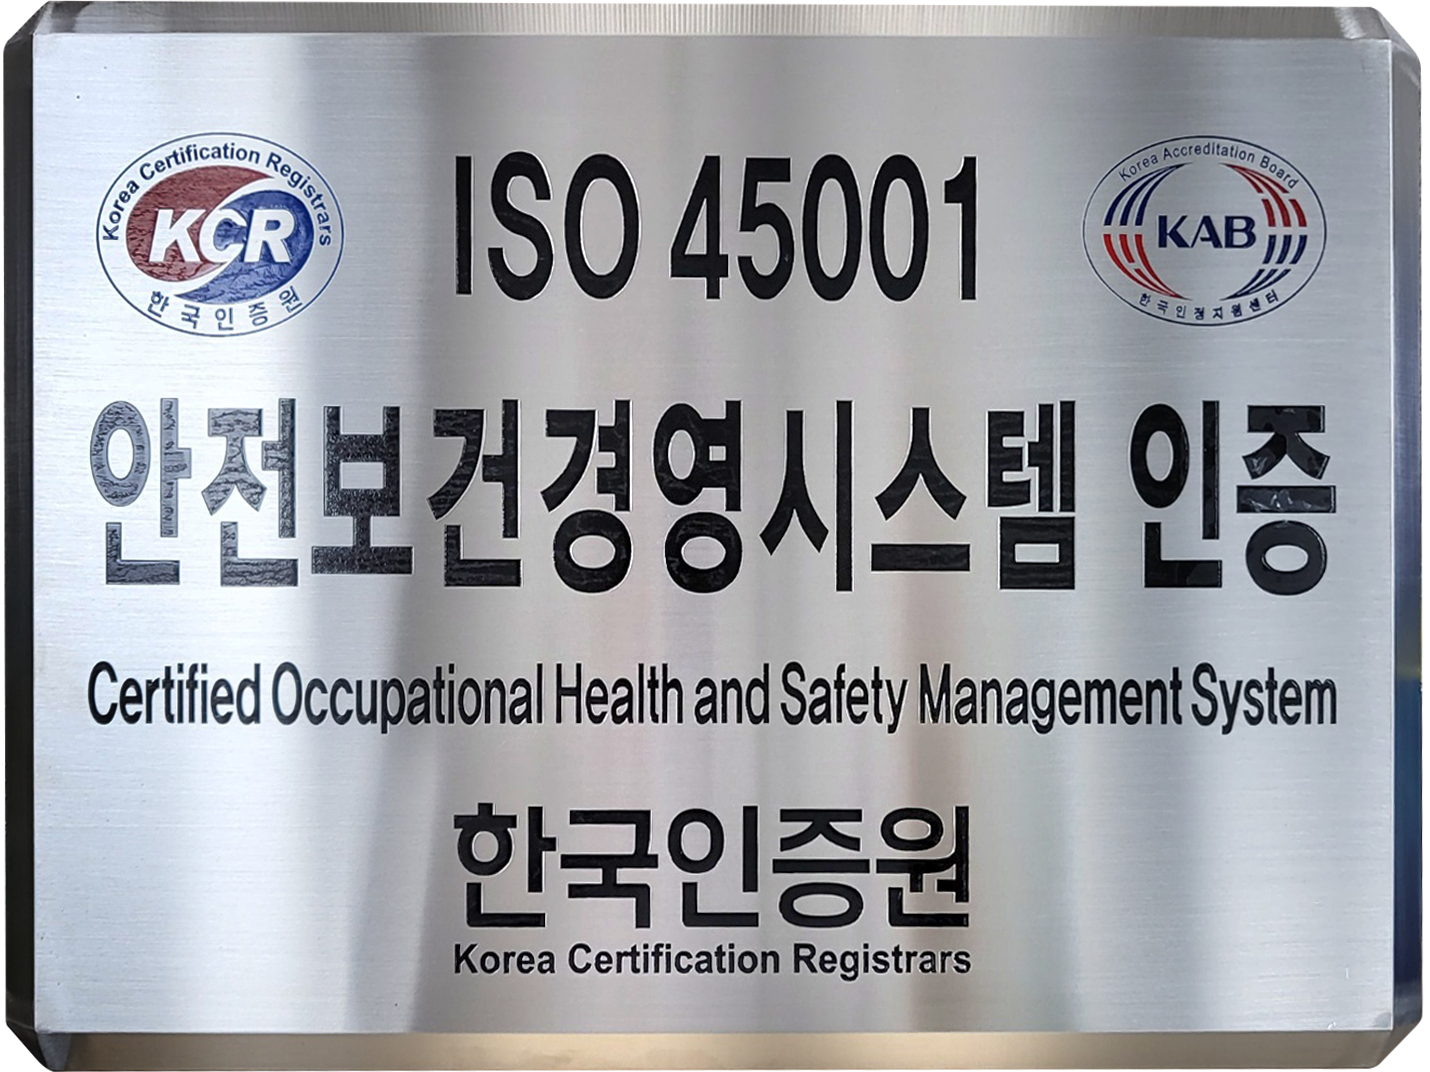 Korea Certification Registrars
KCR
한국인증원
ISO 45001
Korea Accreditation Board
KAB
한국인정지원센터
안전보건경영시스템 인증
Certified Occupational Health and Safety Management System
한국인증원
Korea Certification Registrars